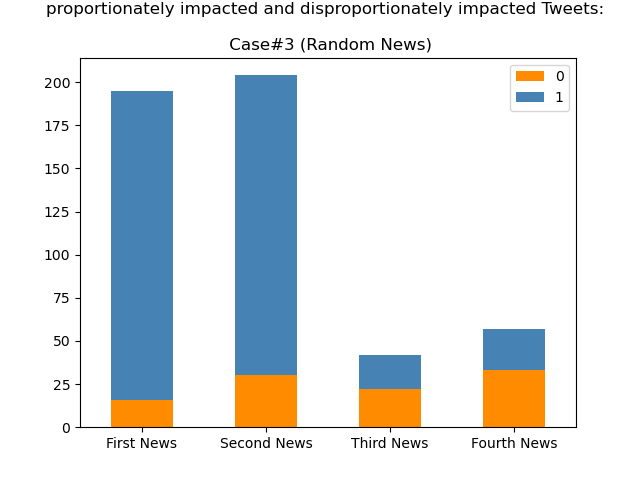 proportionately impacted and disproportionately impacted Tweets:
Case#3 (Random News)
0
1
200
175
150
125
100
75
50
25
0
First News
Second News
Third News
Fourth News